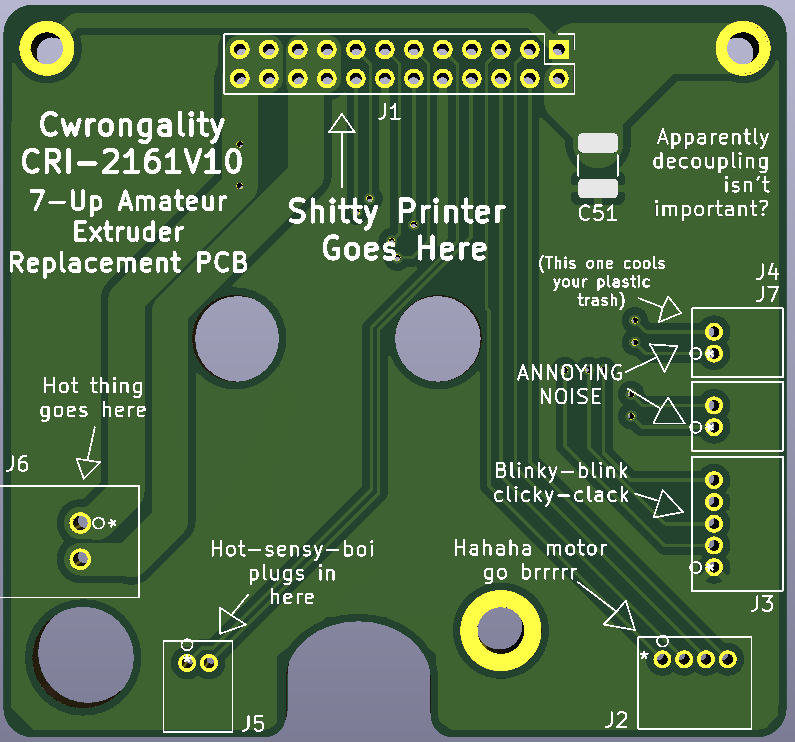 J1
Cwrongality
CRI-2161V10
7-Up Amateur
Extruder
Replacement PCB
Shitty Printer
Goes Here
Apparently
decoupling
isn't
important?
C51
(This one cools
your plastic
trash)
J4
J7
ANNOYING
NOISE
*
*
Hot thing
goes here
J6
*
Blinky-blink
clicky-clack
*
J3
Hot-sensy-boi
plugs in
here
*
J5
Hahaha motor
go brrrrr
*
J2